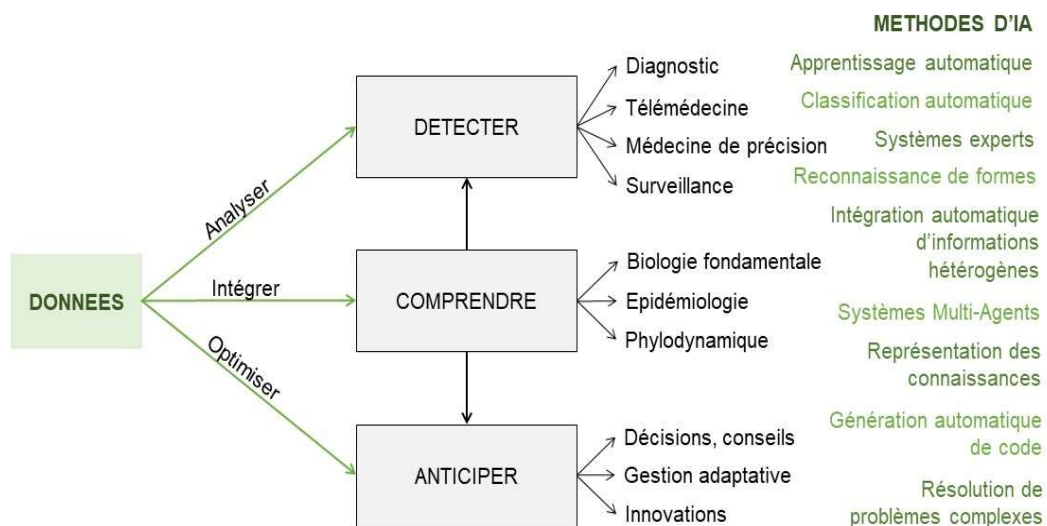 METHODES D'IA
Diagnostic
Apprentissage automatique
Télémédecine
Classification automatique
DETECTER
Médecine de précision
Systèmes experts
Surveillance
Reconnaissance de formes
Analyser
Intégration automatique
d'informations
hétérogènes
Biologie fondamentale
DONNEES
Intégrer
COMPRENDRE
Epidémiologie
Systèmes Multi-Agents
Phylodynamique
Optimiser
Représentation des
connaissances
Génération automatique
de code
Décisions, conseils
ANTICIPER
Gestion adaptative
Innovations
Résolution de
problèmes complexes